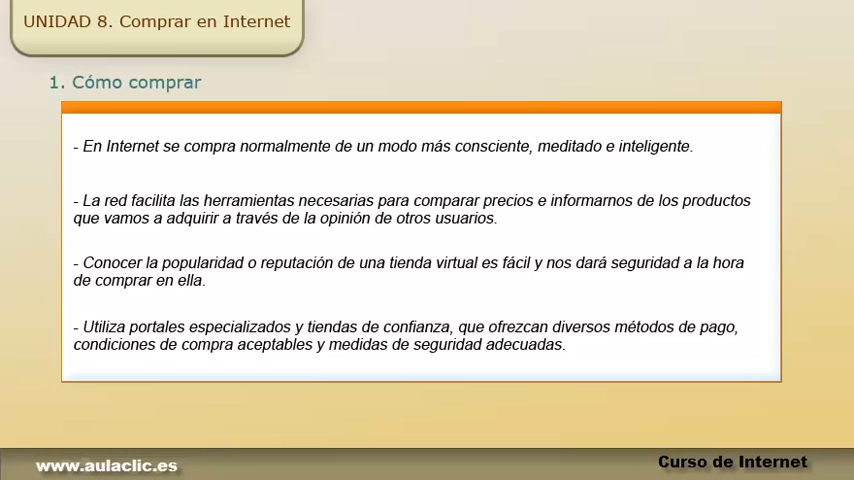 UNIDAD 8. Comprar en Internet
1. Cómo comprar
- En Internet se compra normalmente de un modo más consciente, meditado e inteligente.
- La red facilita las herramientas necesarias para comparar precios e informarnos de los productos
que vamos a adquirir a través de la opinión de otros usuarios.
- Conocer la popularidad o reputación de una tienda virtual es fácil y nos dará seguridad a la hora
de comprar en ella.
- Utiliza portales especializados y tiendas de confianza, que ofrezcan diversos métodos de pago,
condiciones de compra aceptables y medidas de seguridad adecuadas.
www.aulaclic.es
Curso de Internet